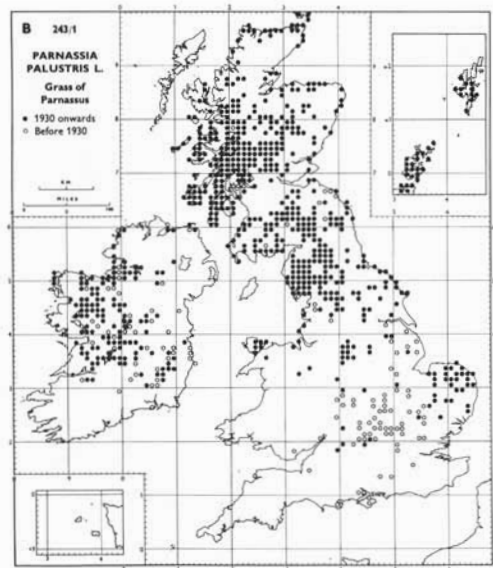 B 243/1
PARNASSIA
PALUSTRIS L.
Grass of
Parnassus
● 1930 onwards
○ Before 1930
KM
MILES